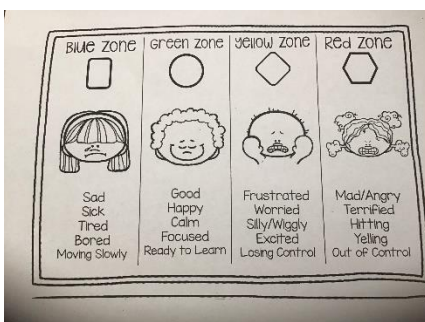 Blue Zone
Green Zone
Yellow Zone
Red Zone
Sad
Sick
Tired
Bored
Moving Slowly
Good
Happy
Calm
Focused
Ready to Learn
Frustrated
Worried
Silly/Wiggly
Excited
Losing Control
Mad/Angry
Terrified
Hitting
Yelling
Out of Control